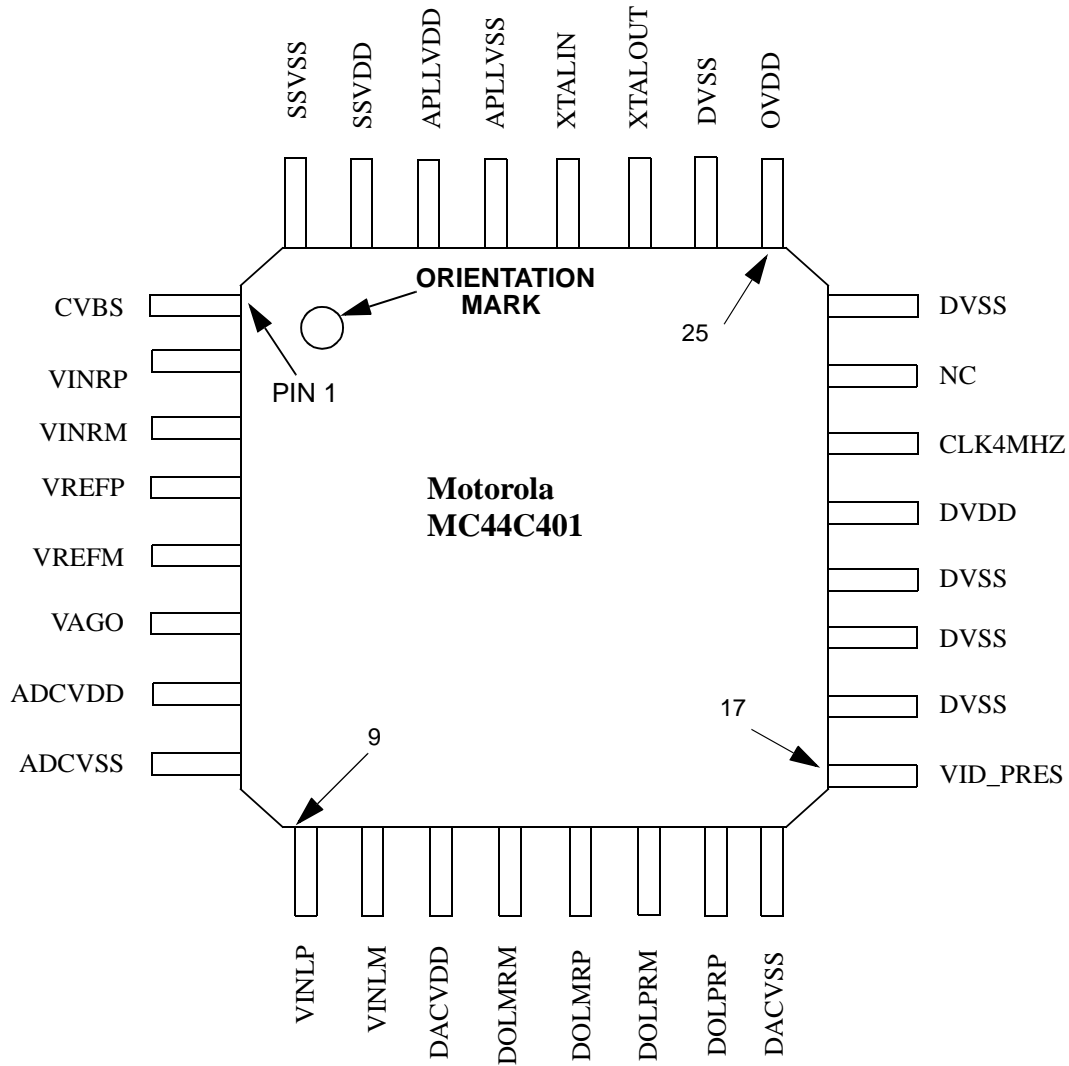 SSVSS
SSVDD
APLLVDD
APLLVSS
XTALIN
XTALOUT
DVSS
OVDD
ORIENTATION
MARK
PIN 1
25
CVBS
VINRP
VINRM
VREFP
VREFM
VAGO
ADCVDD
ADCVSS
Motorola
MC44C401
DVSS
NC
CLK4MHZ
DVDD
DVSS
DVSS
DVSS
VID_PRES
9
17
VINLP
VINLM
DACVDD
DOLMRM
DOLMRP
DOLPRM
DOLPRP
DACVSS